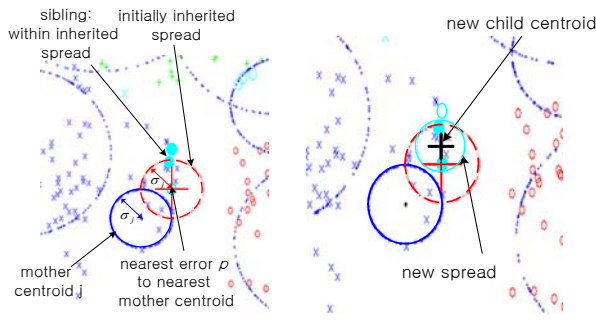 sibling:
within inherited
spread
initially inherited
spread
σ
σj
mother
centroid j
nearest error p
to nearest
mother centroid
new child centroid
new spread